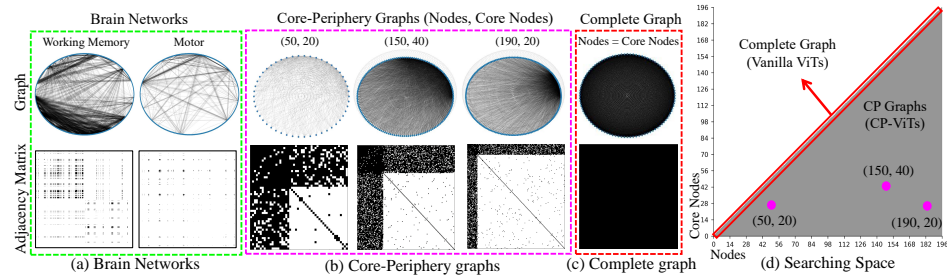 Brain Networks
Working Memory
Motor
Graph
Adjacency Matrix
(a) Brain Networks
Core-Periphery Graphs (Nodes, Core Nodes)
(50, 20)
(150, 40)
(190, 20)
(b) Core-Periphery graphs
Complete Graph
Nodes = Core Nodes
(c) Complete graph
196
182
168
154
140
126
112
98
84
70
56
42
28
14
0
Core Nodes
Complete Graph
(Vanilla ViTs)
CP Graphs
(CP-ViTs)
(150, 40)
(50, 20)
(190, 20)
0 14 28 42 56 70 84 98 112 126 140 154 168 182 196
Nodes
(d) Searching Space